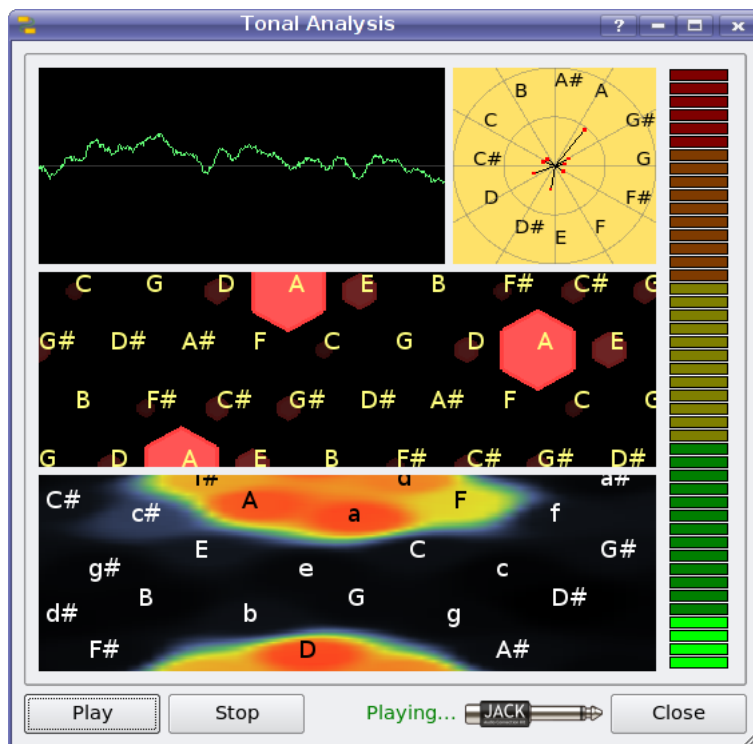 Tonal Analysis
?
A#
B A
C G#
C# G
D F#
D# E F
C G D A E B F# C# G
G# D# A# F C G D A E
B F# C# G# D# A# F C G
G D A E B F# C# G# D#
f# d a#
C# c# A a F f
E C G#
g# e c
B G D#
d# b g
F# D A#
Play Stop Playing... JACK Close